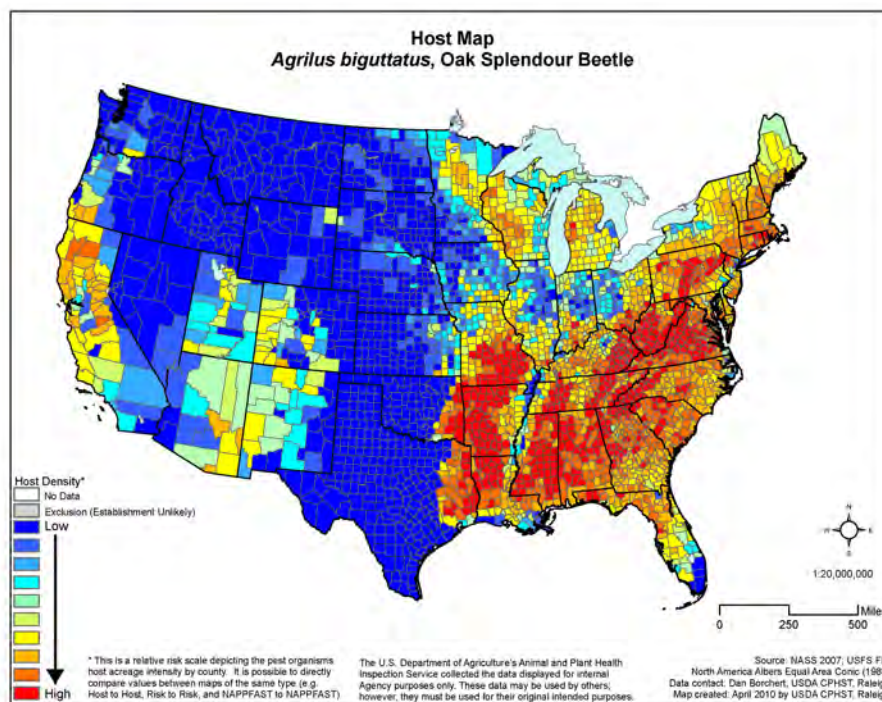 Host Map
Agrilus biguttatus, Oak Splendour Beetle
Host Density*
No Data
Exclusion (Establishment Unlikely)
Low
High
N
W
E
S
1:20,000,000
0
250
500
Mile
* This is a relative risk scale depicting the pest organisms
host acreage intensity by county. It is possible to directly
compare values between maps of the same type (e.g.
Host to Host, Risk to Risk, and NAPPFAST to NAPPFAST)
The U.S. Department of Agriculture's Animal and Plant Health
Inspection Service collected the data displayed for internal
Agency purposes only. These data may be used by others;
however, they must be used for their original intended purposes.
Source: NASS 2007; USFS F
North America Albers Equal Area Conic (198
Data contact: Dan Borchert, USDA CPHST, Raleig
Map created: April 2010 by USDA CPHST, Raleig